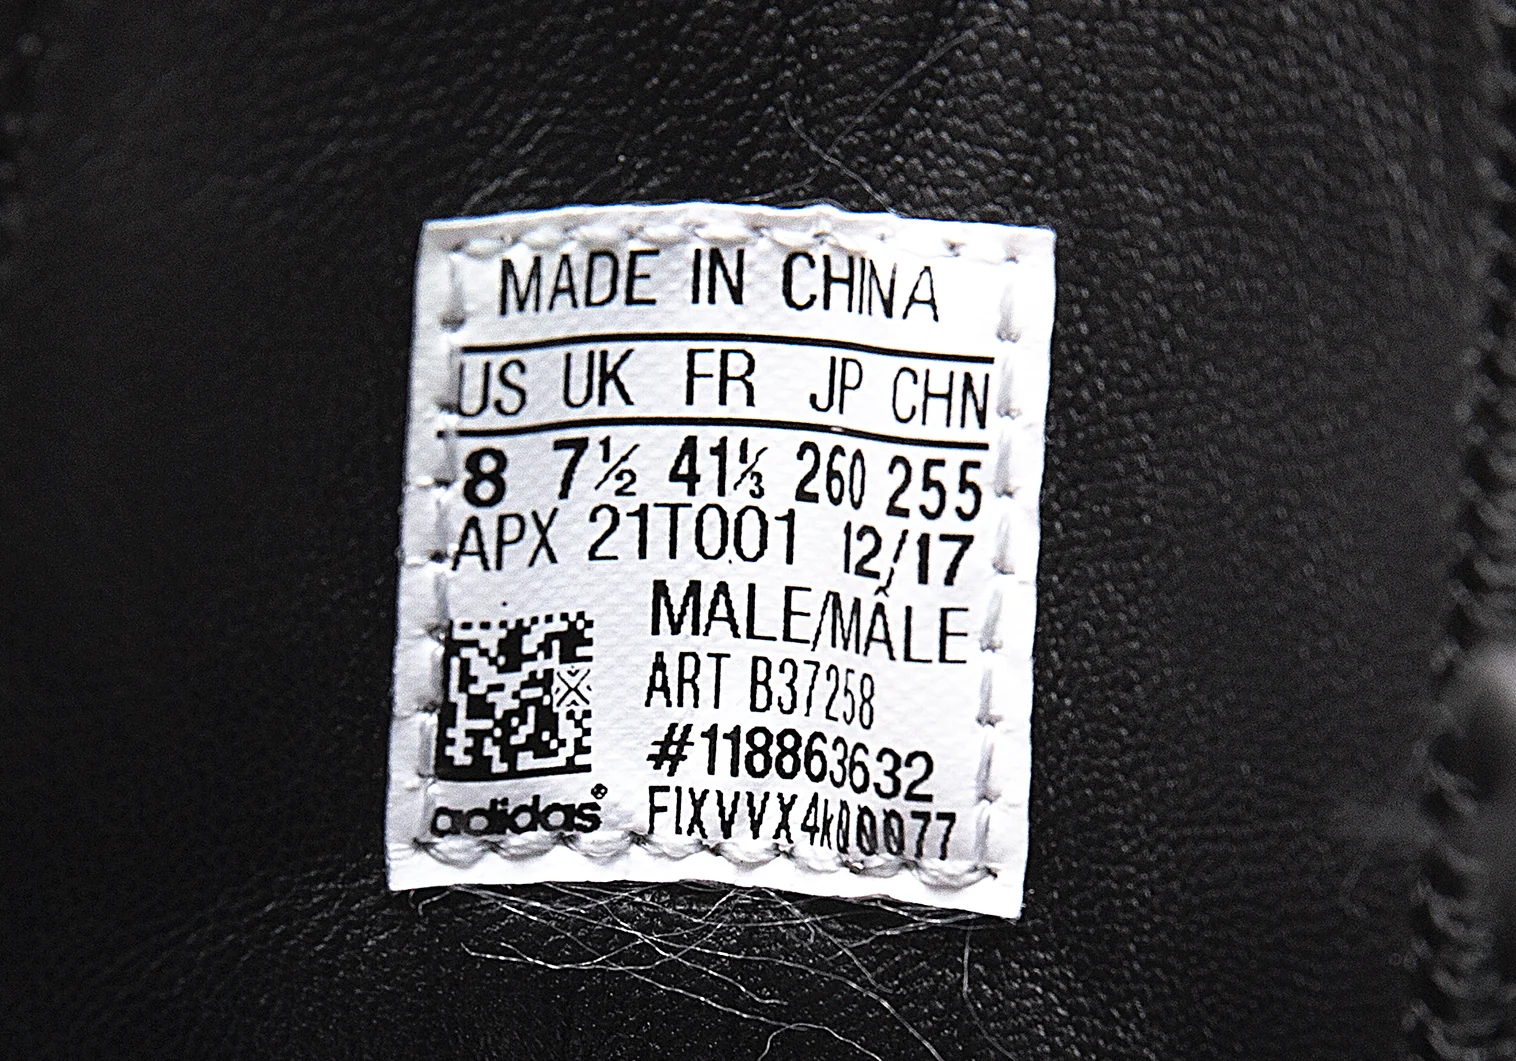 MADE IN CHINA
US UK FR JP CHN
8 7½ 41⅓ 260 255
APX 21T001 12/17
MALE/MÂLE
ART B37258
#118863632
adidas®
FIXVVX4k00077